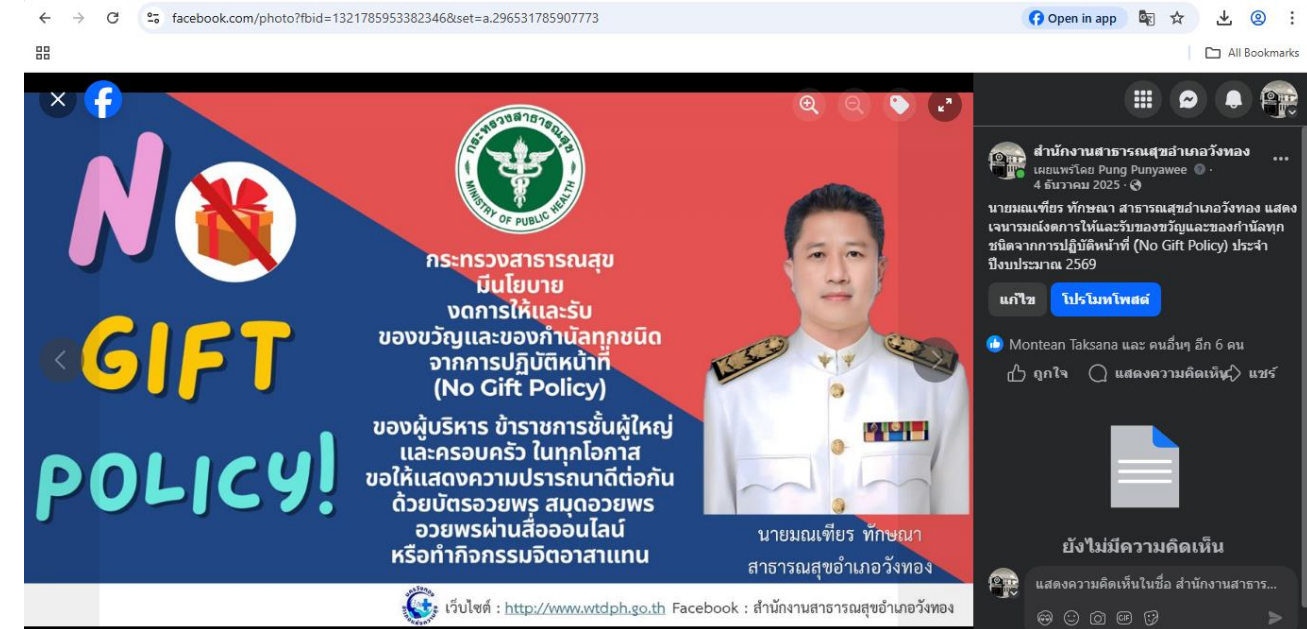 facebook.com/photo?fbid=1321785953382346&set=a.296531785907773
Open in app
All Bookmarks
NO
GIFT
POLICY!
กระทรวงสาธารณสุข
MINISTRY OF PUBLIC HEALTH
กระทรวงสาธารณสุข
มีนโยบาย
งดการให้และรับ
ของขวัญและของกำนัลทุกชนิด
จากการปฏิบัติหน้าที่
(No Gift Policy)
ของผู้บริหาร ข้าราชการชั้นผู้ใหญ่
และครอบครัว ในทุกโอกาส
ขอให้แสดงความปรารถนาดีต่อกัน
ด้วยบัตรอวยพร สมุดอวยพร
อวยพรผ่านสื่อออนไลน์
หรือทำกิจกรรมจิตอาสาแทน
นายมณเฑียร ทักษณา
สาธารณสุขอำเภอวังทอง
เว็บไซต์ : http://www.wtdph.go.th Facebook : สำนักงานสาธารณสุขอำเภอวังทอง
สำนักงานสาธารณสุขอำเภอวังทอง
เผยแพร่โดย Pung Punyawee
4 ธันวาคม 2025
นายมณเฑียร ทักษณา สาธารณสุขอำเภอวังทอง แสดง
เจนารมณ์งดการให้และรับของขวัญและของกำนัลทุก
ชนิดจากการปฏิบัติหน้าที่ (No Gift Policy) ประจำ
ปีงบประมาณ 2569
แก้ไข
โปรโมทโพสต์
Montean Taksana และ คนอื่นๆ อีก 6 คน
ถูกใจ
แสดงความคิดเห็น
แชร์
ยังไม่มีความคิดเห็น
แสดงความคิดเห็นในชื่อ สำนักงานสาธาร...
GIF